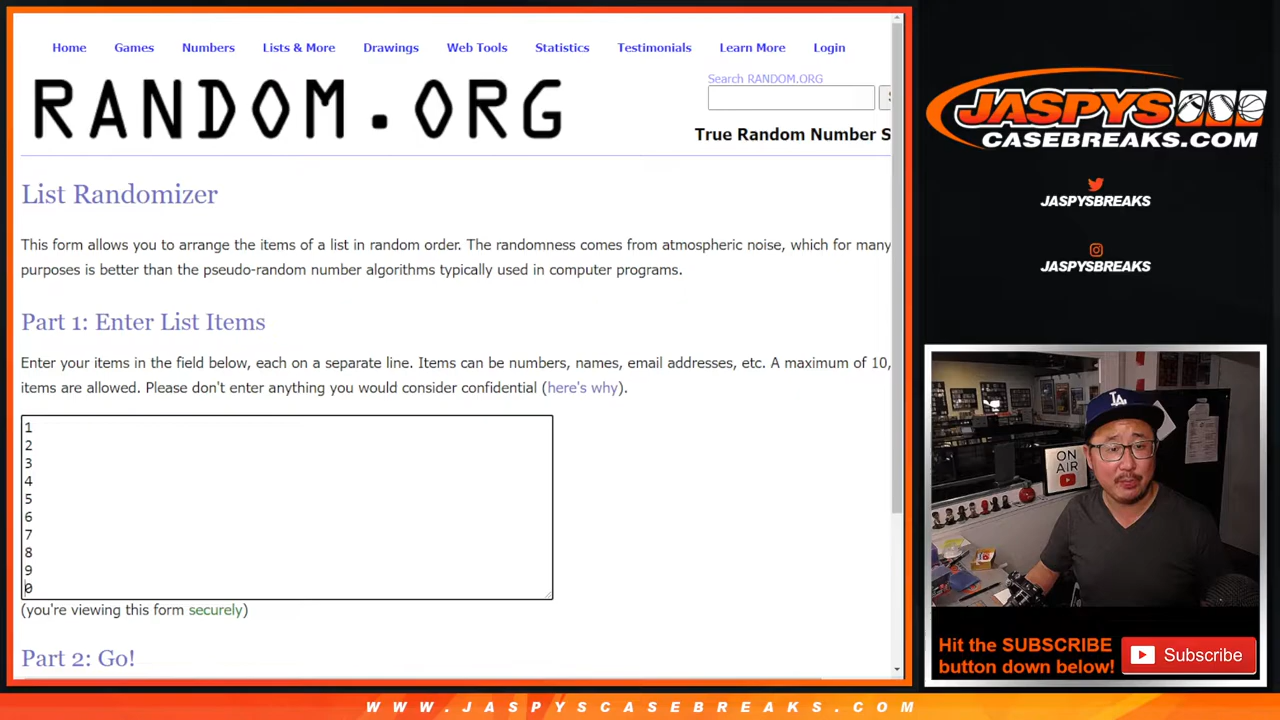 Home Games Numbers Lists & More Drawings Web Tools Statistics Testimonials Learn More Login
RANDOM.ORG
Search RANDOM.ORG
True Random Number S
List Randomizer
This form allows you to arrange the items of a list in random order. The randomness comes from atmospheric noise, which for many
purposes is better than the pseudo-random number algorithms typically used in computer programs.
Part 1: Enter List Items
Enter your items in the field below, each on a separate line. Items can be numbers, names, email addresses, etc. A maximum of 10,
items are allowed. Please don't enter anything you would consider confidential (here's why).
1
2
3
4
5
6
7
8
9
0
(you're viewing this form securely)
Part 2: Go!
JASPYS
CASEBREAKS.COM
JASPYSBREAKS
JASPYSBREAKS
LA
ON
AIR
Hit the SUBSCRIBE
button down below!
Subscribe
WWW.JASPYSCASEBREAKS.COM